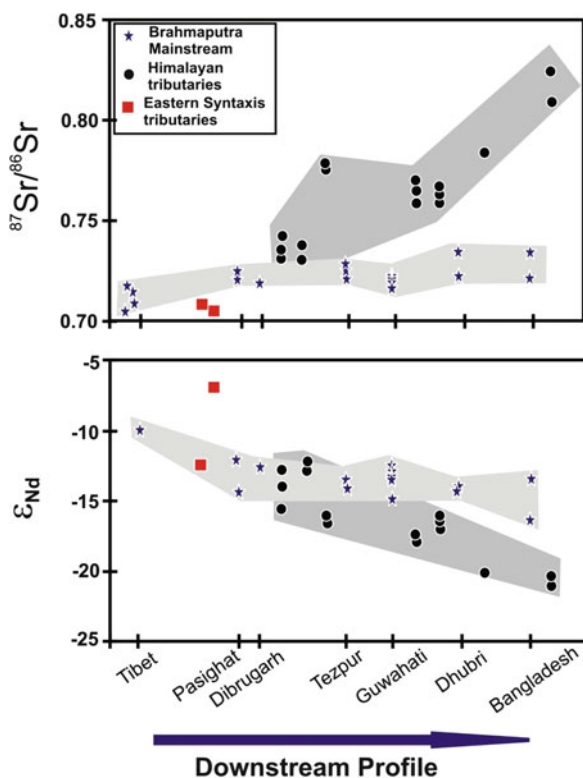 0.85
Brahmaputra
Mainstream
Himalayan
tributaries
Eastern Syntaxis
tributaries
0.80
⁸⁷Sr/⁸⁶Sr
0.75
0.70
-5
-10
εNd
-15
-20
-25
Tibet
Pasighat
Dibrugarh
Tezpur
Guwahati
Dhubri
Bangladesh
Downstream Profile